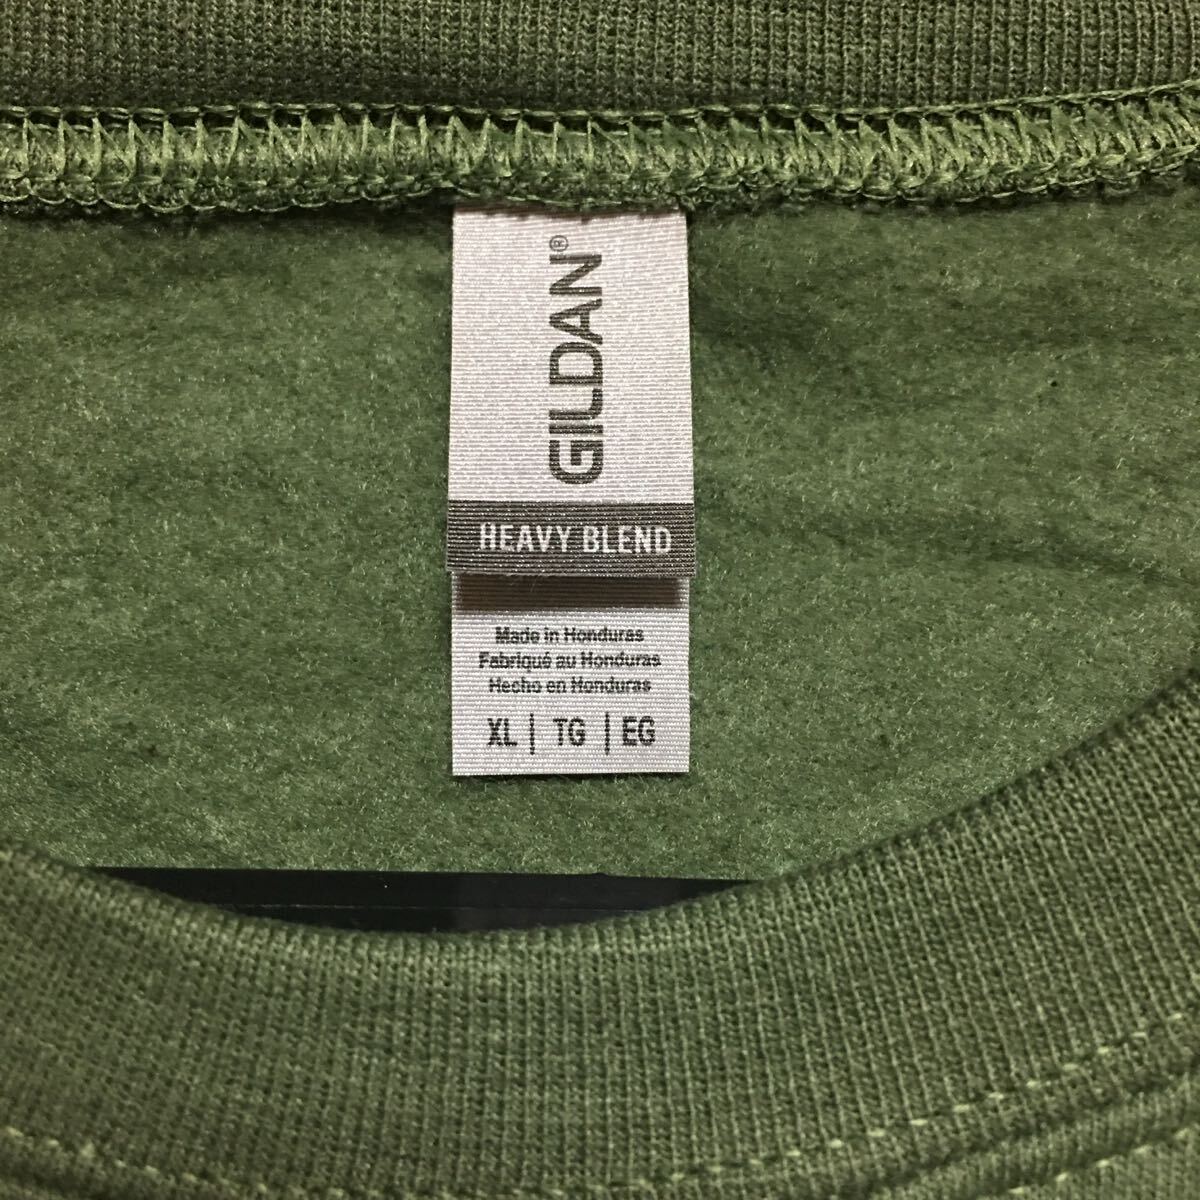 GILDAN®
HEAVY BLEND
Made in Honduras
Fabriqué au Honduras
Hecho en Honduras
XL | TG | EG